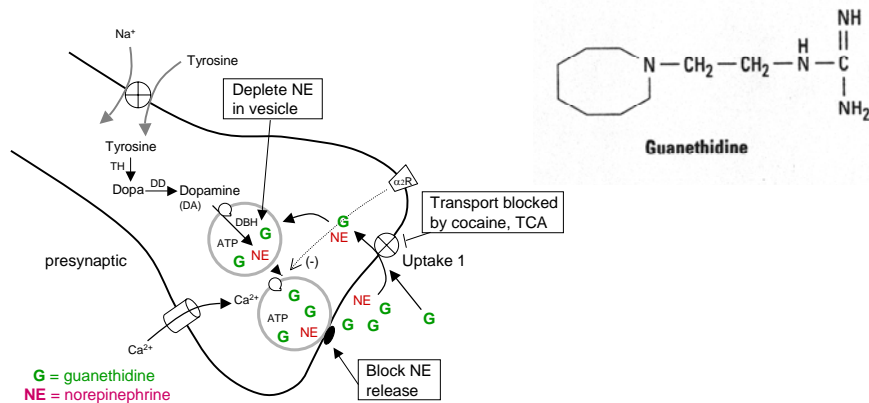 Na+
Tyrosine
Deplete NE
in vesicle
Tyrosine
TH
Dopa
DD
Dopamine
(DA)
DBH
G
ATP
NE
G
α2R
G
NE
Transport blocked
by cocaine, TCA
Uptake 1
(-)
presynaptic
Ca2+
G
G
ATP
NE
G
NE
G
G
G
G
Ca2+
Block NE
release
G = guanethidine
NE = norepinephrine
NH
H
N — CH2 — CH2 — N — C
NH2
Guanethidine